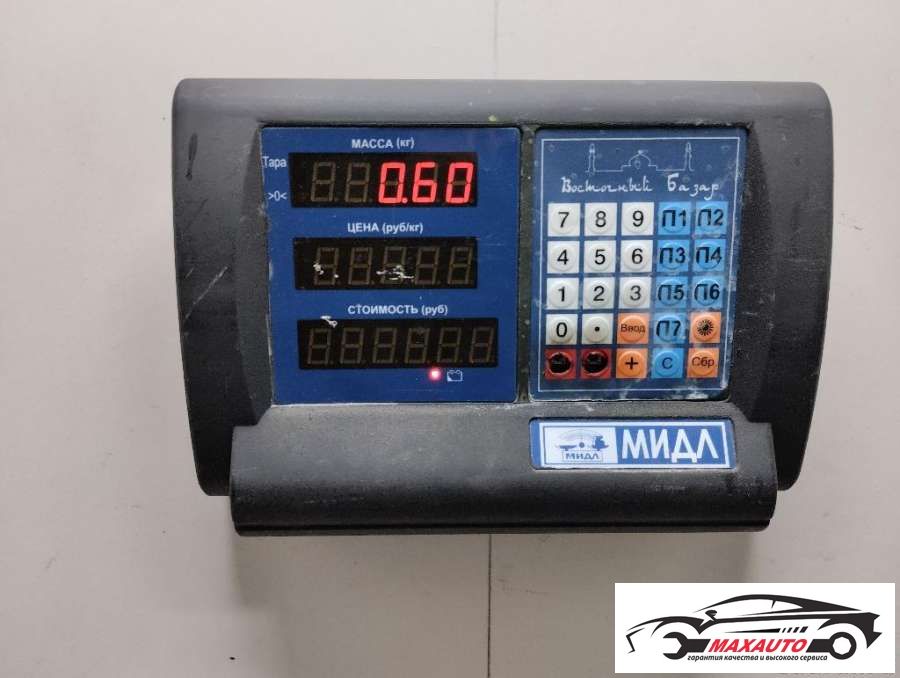 МАССА (кг)
Тара
0.60
>0<
ЦЕНА (руб/кг)
СТОИМОСТЬ (руб)
Восточный Базар
7 8 9 П1 П2
4 5 6 П3 П4
1 2 3 П5 П6
0 . Ввод П7
+ С Сбр
МИДЛ
МИДЛ
MAXAUTO
гарантия качества и высокого сервиса